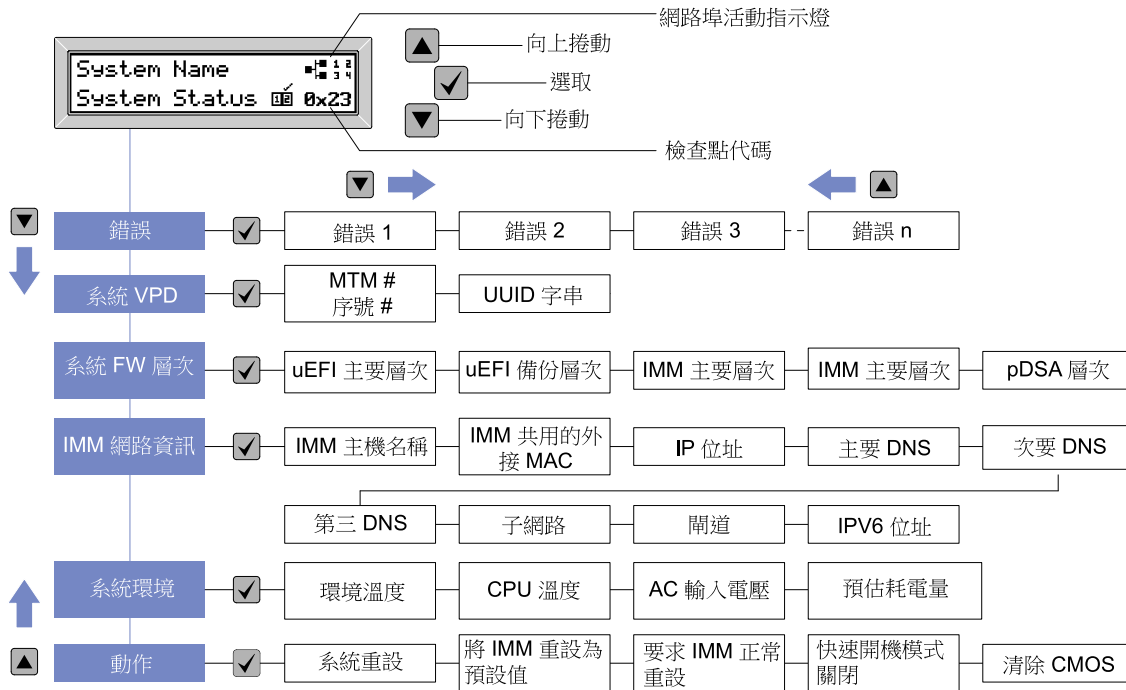 網路埠活動指示燈
System Name 1 2
3 4
System Status 12 0x23
向上捲動
選取
向下捲動
檢查點代碼
錯誤
錯誤 1
錯誤 2
錯誤 3
錯誤 n
系統 VPD
MTM #
序號 #
UUID 字串
系統 FW 層次
uEFI 主要層次
uEFI 備份層次
IMM 主要層次
IMM 主要層次
pDSA 層次
IMM 網路資訊
IMM 主機名稱
IMM 共用的外
接 MAC
IP 位址
主要 DNS
次要 DNS
第三 DNS
子網路
閘道
IPV6 位址
系統環境
環境溫度
CPU 溫度
AC 輸入電壓
預估耗電量
動作
系統重設
將 IMM 重設為
預設值
要求 IMM 正常
重設
快速開機模式
關閉
清除 CMOS